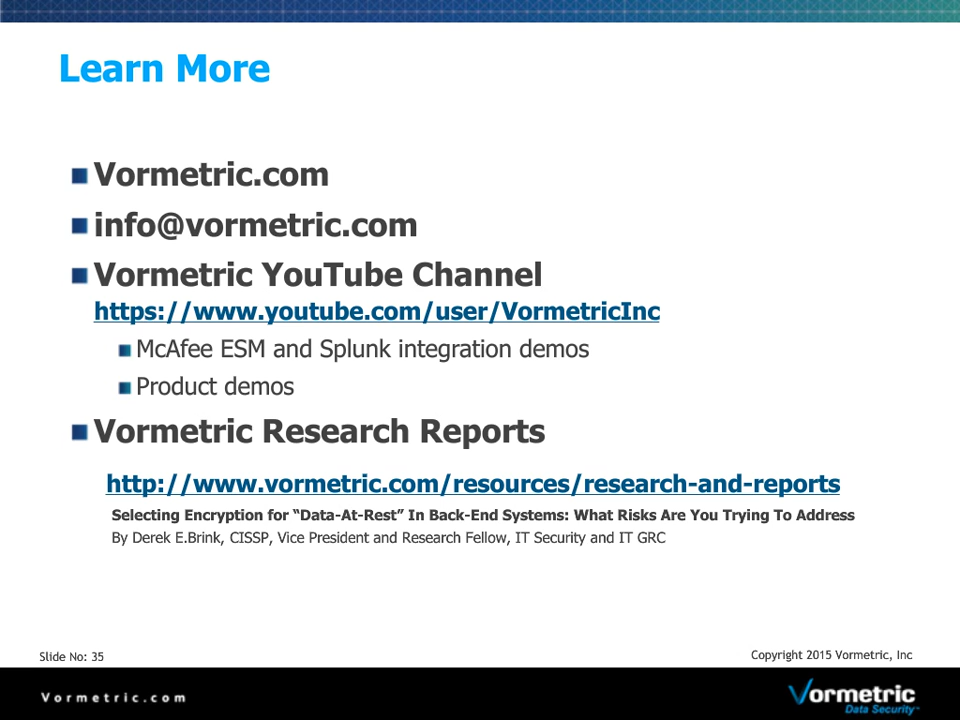 Learn More
Vormetric.com
info@vormetric.com
Vormetric YouTube Channel
https://www.youtube.com/user/VormetricInc
McAfee ESM and Splunk integration demos
Product demos
Vormetric Research Reports
http://www.vormetric.com/resources/research-and-reports
Selecting Encryption for “Data-At-Rest” In Back-End Systems: What Risks Are You Trying To Address
By Derek E.Brink, CISSP, Vice President and Research Fellow, IT Security and IT GRC
Slide No: 35
Copyright 2015 Vormetric, Inc
Vormetric.com
Vormetric
Data Security™